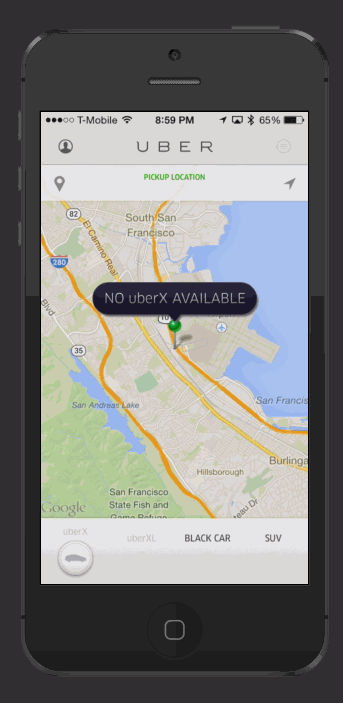 T-Mobile 8:59 PM 65%
UBER
PICKUP LOCATION
82
South San
Francisco
El Camino Real
280
NO uberX AVAILABLE
Blvd
10
35
San Andreas Lake
San Francis
Burlinga
Hillsborough
San Francisco
State Fish and
Game Refuge
Google
uberX
uberXL
BLACK CAR
SUV